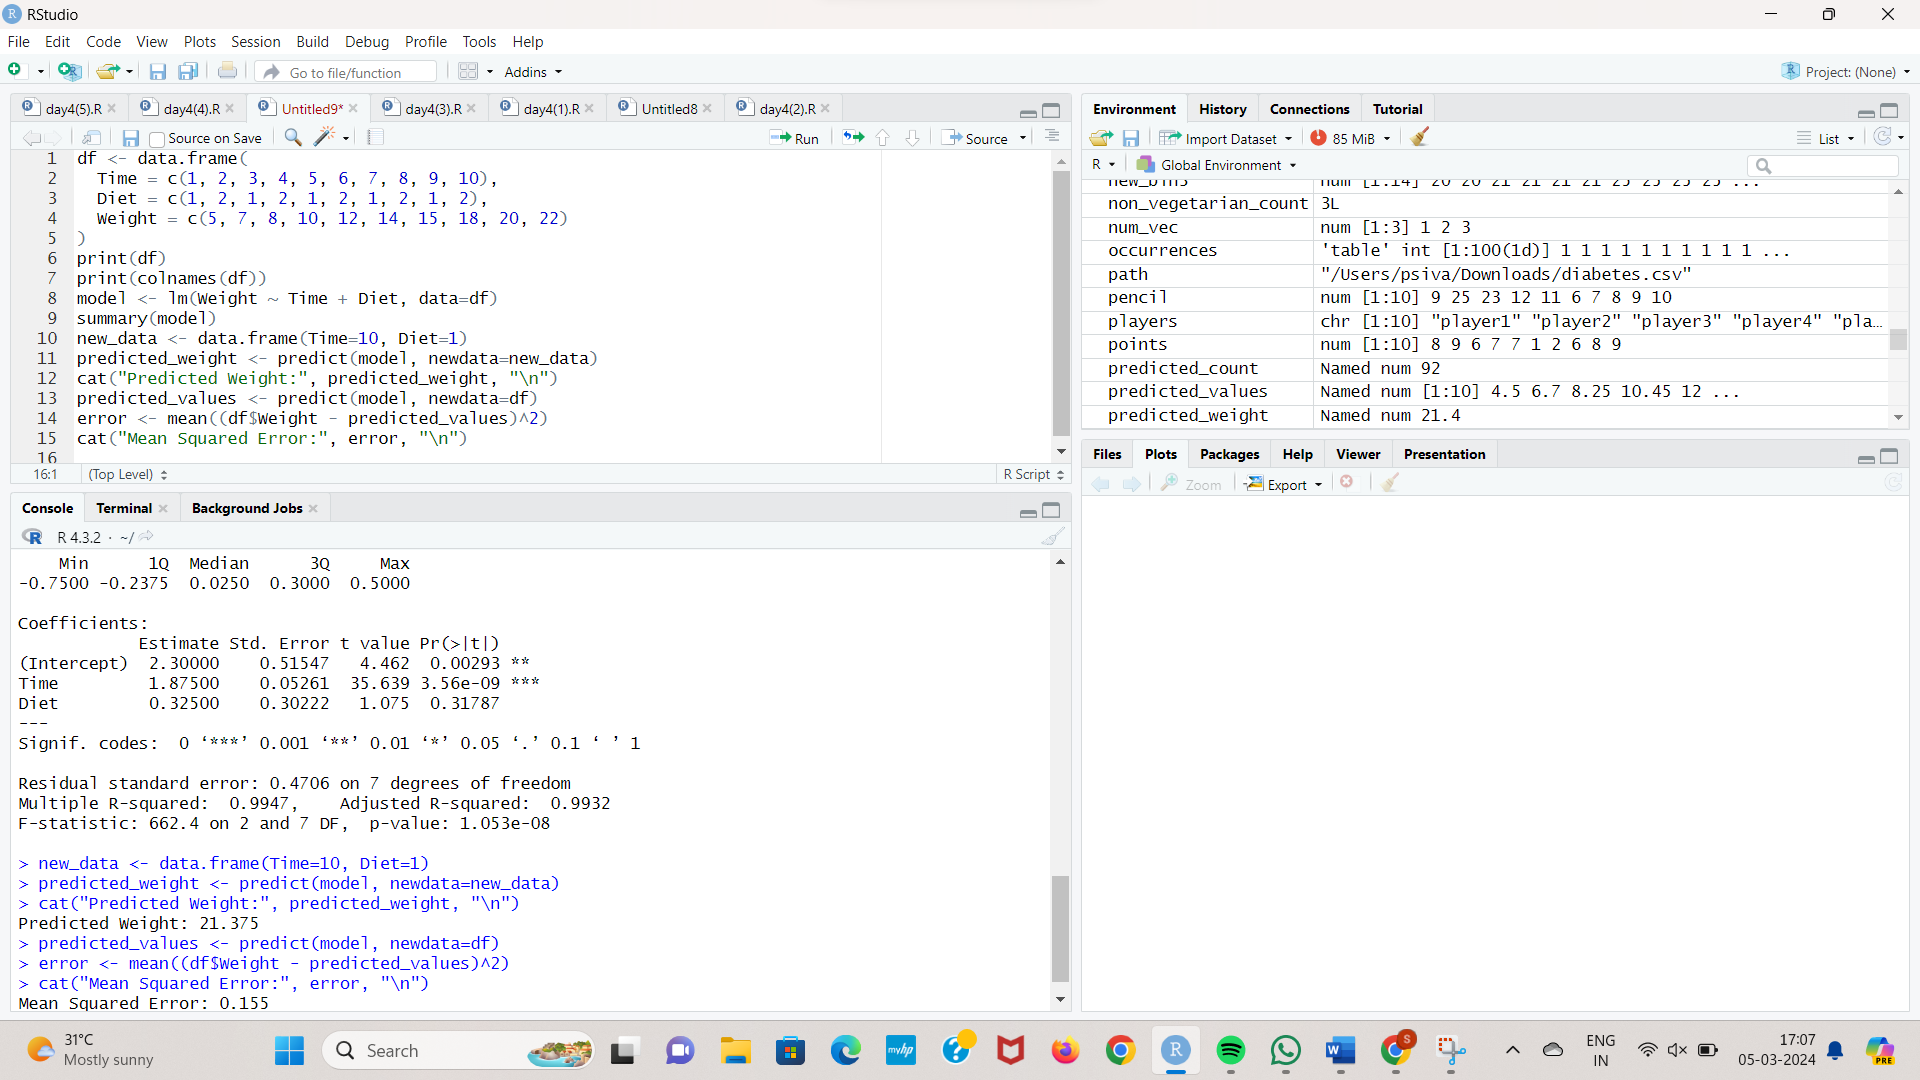 RStudio
File Edit Code View Plots Session Build Debug Profile Tools Help
Go to file/function Addins Project: (None)
day4(5).R day4(4).R Untitled9* day4(3).R day4(1).R Untitled8 day4(2).R
Source on Save Run Source
1 df <- data.frame(
2 Time = c(1, 2, 3, 4, 5, 6, 7, 8, 9, 10),
3 Diet = c(1, 2, 1, 2, 1, 2, 1, 2, 1, 2),
4 Weight = c(5, 7, 8, 10, 12, 14, 15, 18, 20, 22)
5 )
6 print(df)
7 print(colnames(df))
8 model <- lm(Weight ~ Time + Diet, data=df)
9 summary(model)
10 new_data <- data.frame(Time=10, Diet=1)
11 predicted_weight <- predict(model, newdata=new_data)
12 cat("Predicted Weight:", predicted_weight, "\n")
13 predicted_values <- predict(model, newdata=df)
14 error <- mean((df$Weight - predicted_values)^2)
15 cat("Mean Squared Error:", error, "\n")
16
16:1 (Top Level) R Script
Console Terminal Background Jobs
R 4.3.2 · ~/
Min 1Q Median 3Q Max
-0.7500 -0.2375 0.0250 0.3000 0.5000
Coefficients:
Estimate Std. Error t value Pr(>|t|)
(Intercept) 2.30000 0.51547 4.462 0.00293 **
Time 1.87500 0.05261 35.639 3.56e-09 ***
Diet 0.32500 0.30222 1.075 0.31787
---
Signif. codes: 0 ‘***’ 0.001 ‘**’ 0.01 ‘*’ 0.05 ‘.’ 0.1 ‘ ’ 1
Residual standard error: 0.4706 on 7 degrees of freedom
Multiple R-squared: 0.9947, Adjusted R-squared: 0.9932
F-statistic: 662.4 on 2 and 7 DF, p-value: 1.053e-08
> new_data <- data.frame(Time=10, Diet=1)
> predicted_weight <- predict(model, newdata=new_data)
> cat("Predicted Weight:", predicted_weight, "\n")
Predicted Weight: 21.375
> predicted_values <- predict(model, newdata=df)
> error <- mean((df$Weight - predicted_values)^2)
> cat("Mean Squared Error:", error, "\n")
Mean Squared Error: 0.155
Environment History Connections Tutorial
Import Dataset 85 MiB List
R Global Environment
new_bins num [1:14] 20 20 21 21 21 21 25 25 25 25 ...
non_vegetarian_count 3L
num_vec num [1:3] 1 2 3
occurrences 'table' int [1:100(1d)] 1 1 1 1 1 1 1 1 1 1 ...
path "/Users/psiva/Downloads/diabetes.csv"
pencil num [1:10] 9 25 23 12 11 6 7 8 9 10
players chr [1:10] "player1" "player2" "player3" "player4" "pla...
points num [1:10] 8 9 6 7 7 1 2 6 8 9
predicted_count Named num 92
predicted_values Named num [1:10] 4.5 6.7 8.25 10.45 12 ...
predicted_weight Named num 21.4
Files Plots Packages Help Viewer Presentation
Zoom Export
31°C
Mostly sunny
Search
myhp
S
PRE
ENG
IN
17:07
05-03-2024